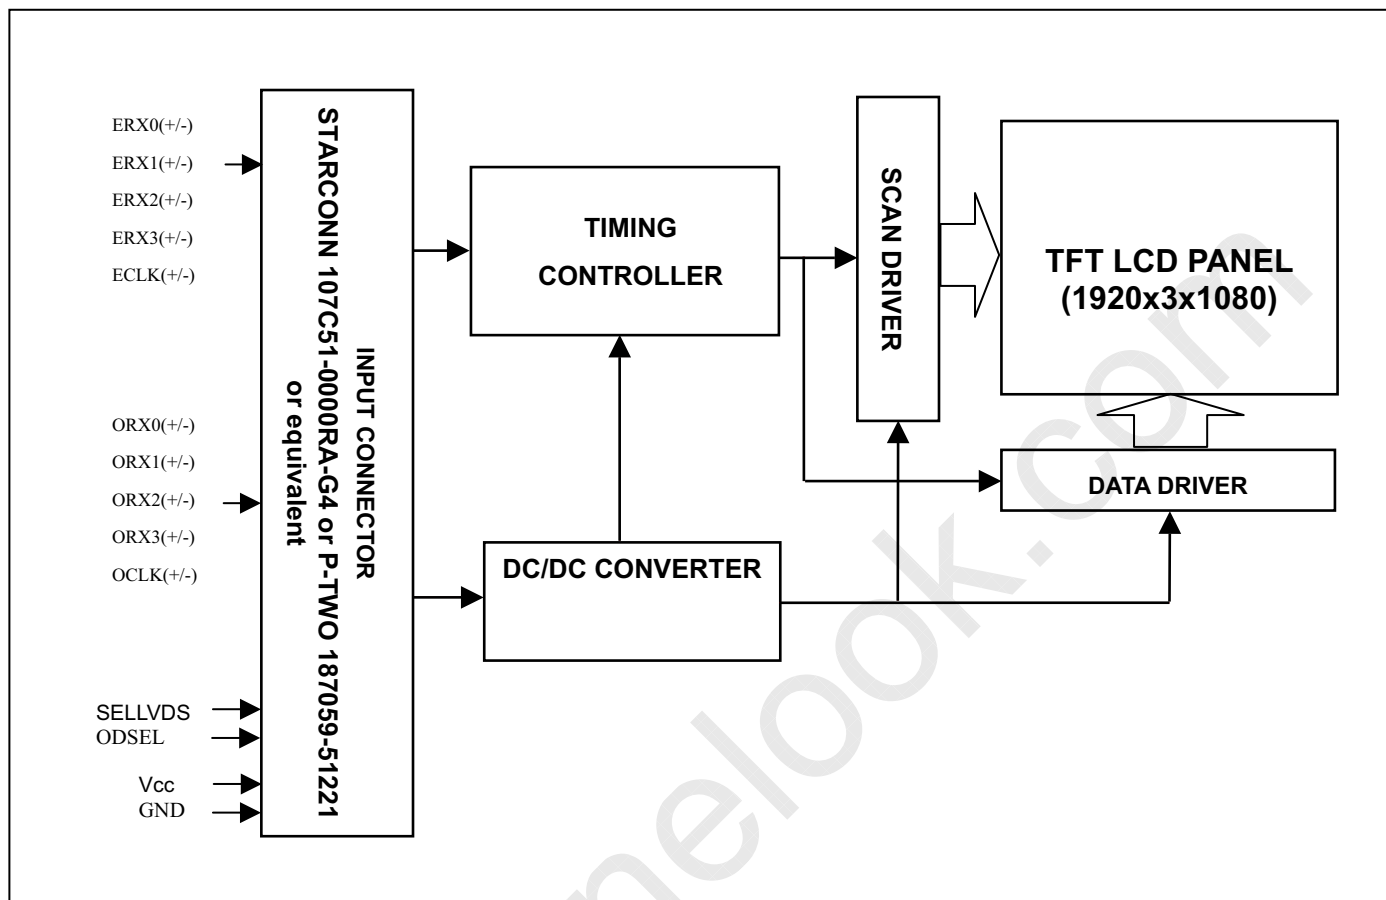 ERX0(+/-)
ERX1(+/-)
ERX2(+/-)
ERX3(+/-)
ECLK(+/-)
ORX0(+/-)
ORX1(+/-)
ORX2(+/-)
ORX3(+/-)
OCLK(+/-)
SELLVDS
ODSEL
Vcc
GND
INPUT CONNECTOR
STARCONN 107C51-0000RA-G4 or P-TWO 187059-51221
or equivalent
TIMING
CONTROLLER
DC/DC CONVERTER
SCAN DRIVER
TFT LCD PANEL
(1920x3x1080)
DATA DRIVER
nelook.com